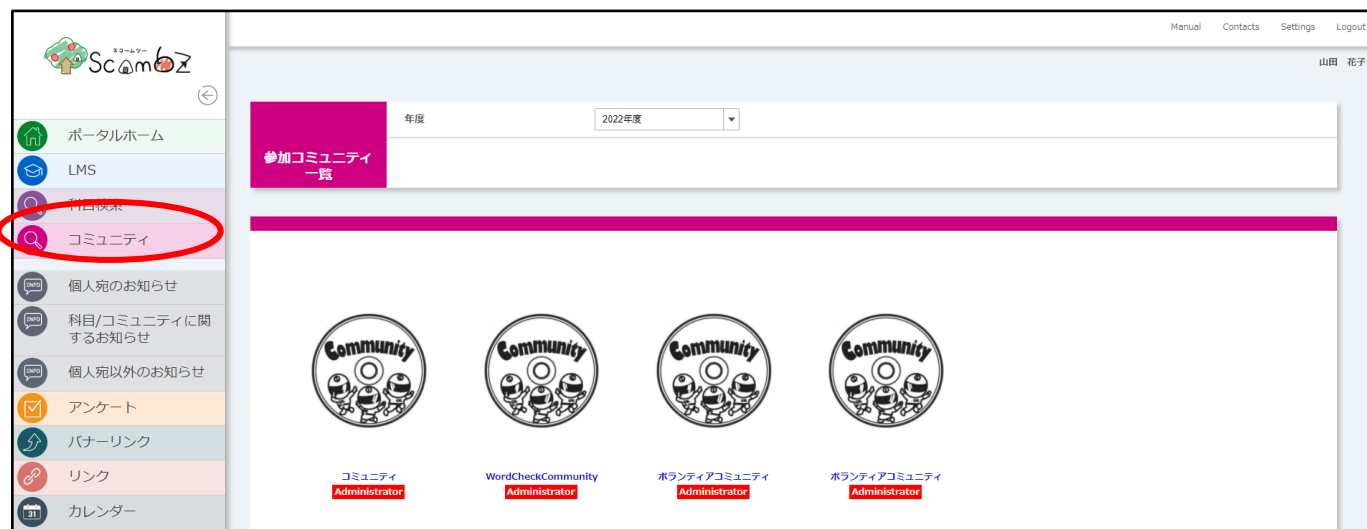 Manual Contacts Settings Logout
スコームツー
ScombZ
山田 花子
ポータルホーム
LMS
科目検索
コミュニティ
INFO
個人宛のお知らせ
INFO
科目/コミュニティに関
するお知らせ
INFO
個人宛以外のお知らせ
アンケート
バナーリンク
リンク
31
カレンダー
年度
2022年度
参加コミュニティ
一覧
Community Community Community Community
コミュニティ WordCheckCommunity ボランティアコミュニティ ボランティアコミュニティ
Administrator Administrator Administrator Administrator